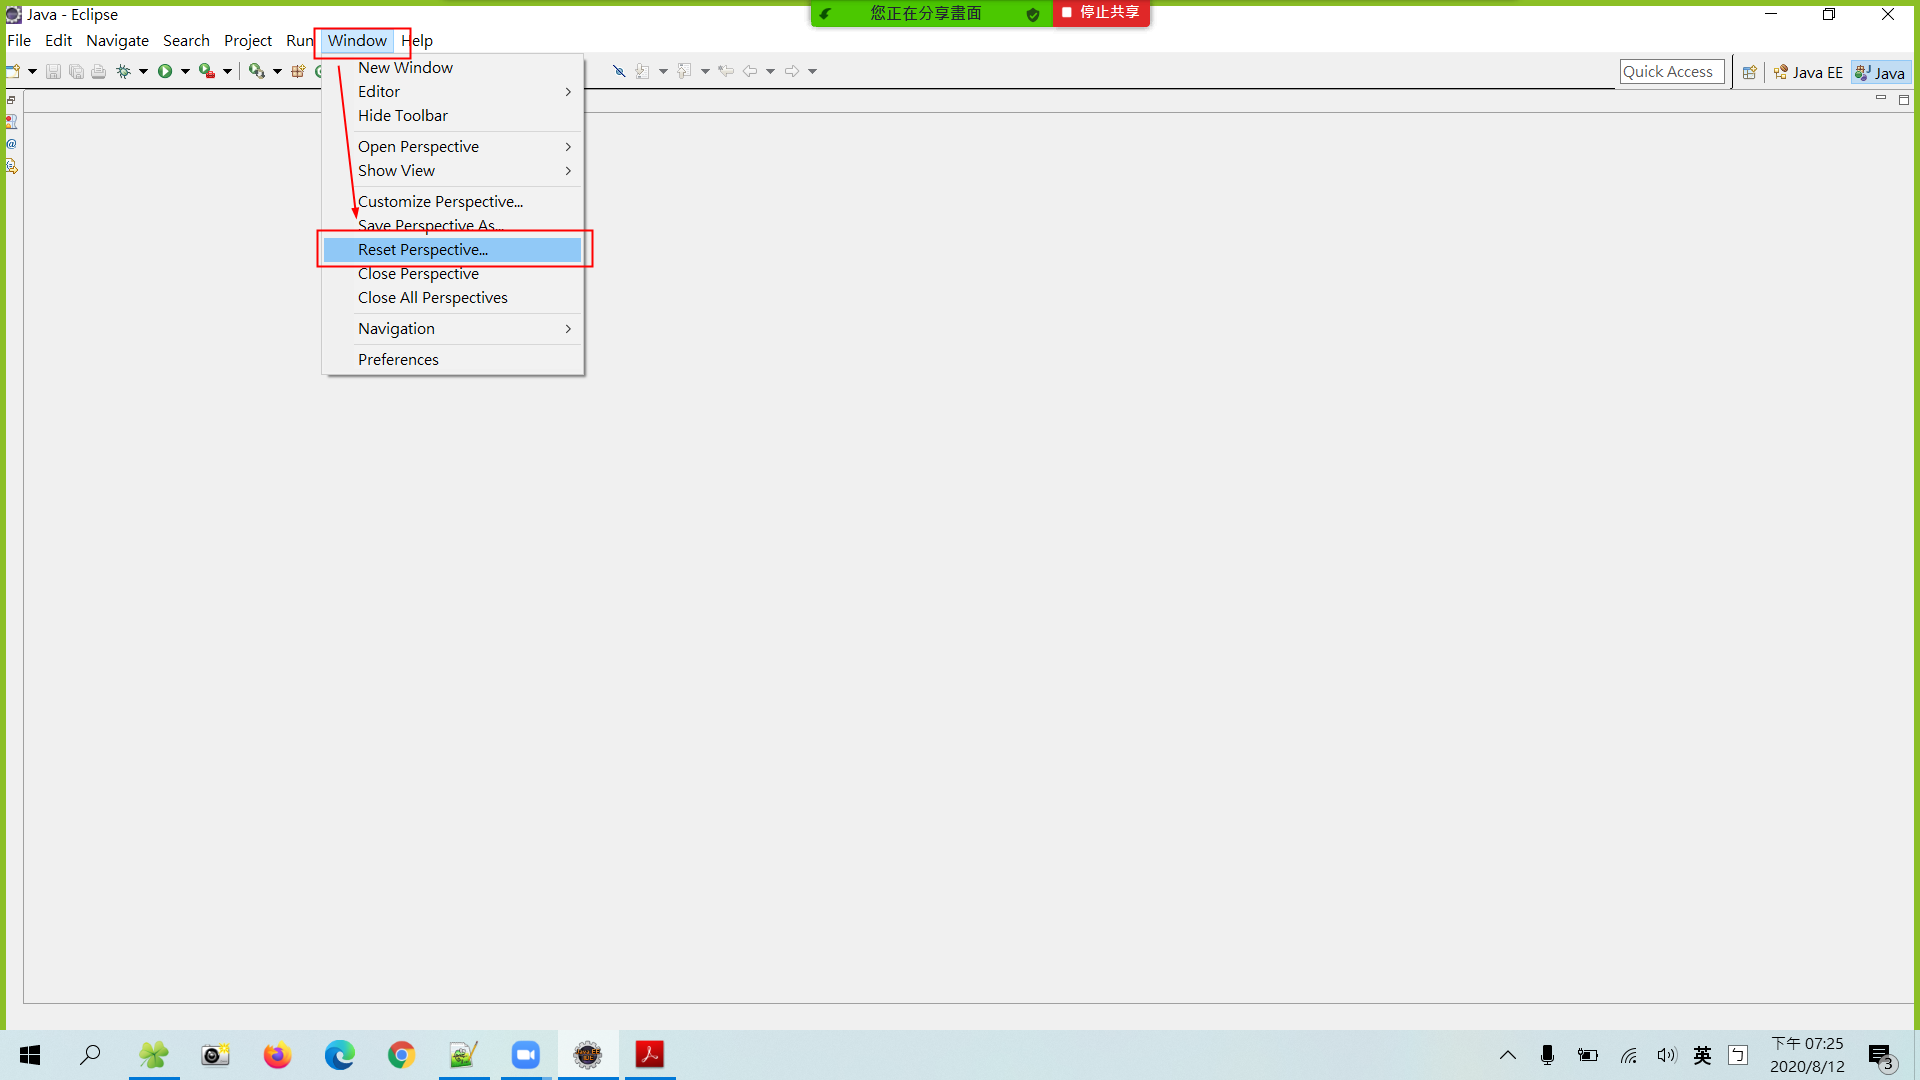 Java - Eclipse
您正在分享畫面
停止共享
File Edit Navigate Search Project Run Window Help
Quick Access
Java EE
Java
New Window
Editor
Hide Toolbar
Open Perspective
Show View
Customize Perspective...
Save Perspective As...
Reset Perspective...
Close Perspective
Close All Perspectives
Navigation
Preferences
英
ㄅ
下午 07:25
2020/8/12
3